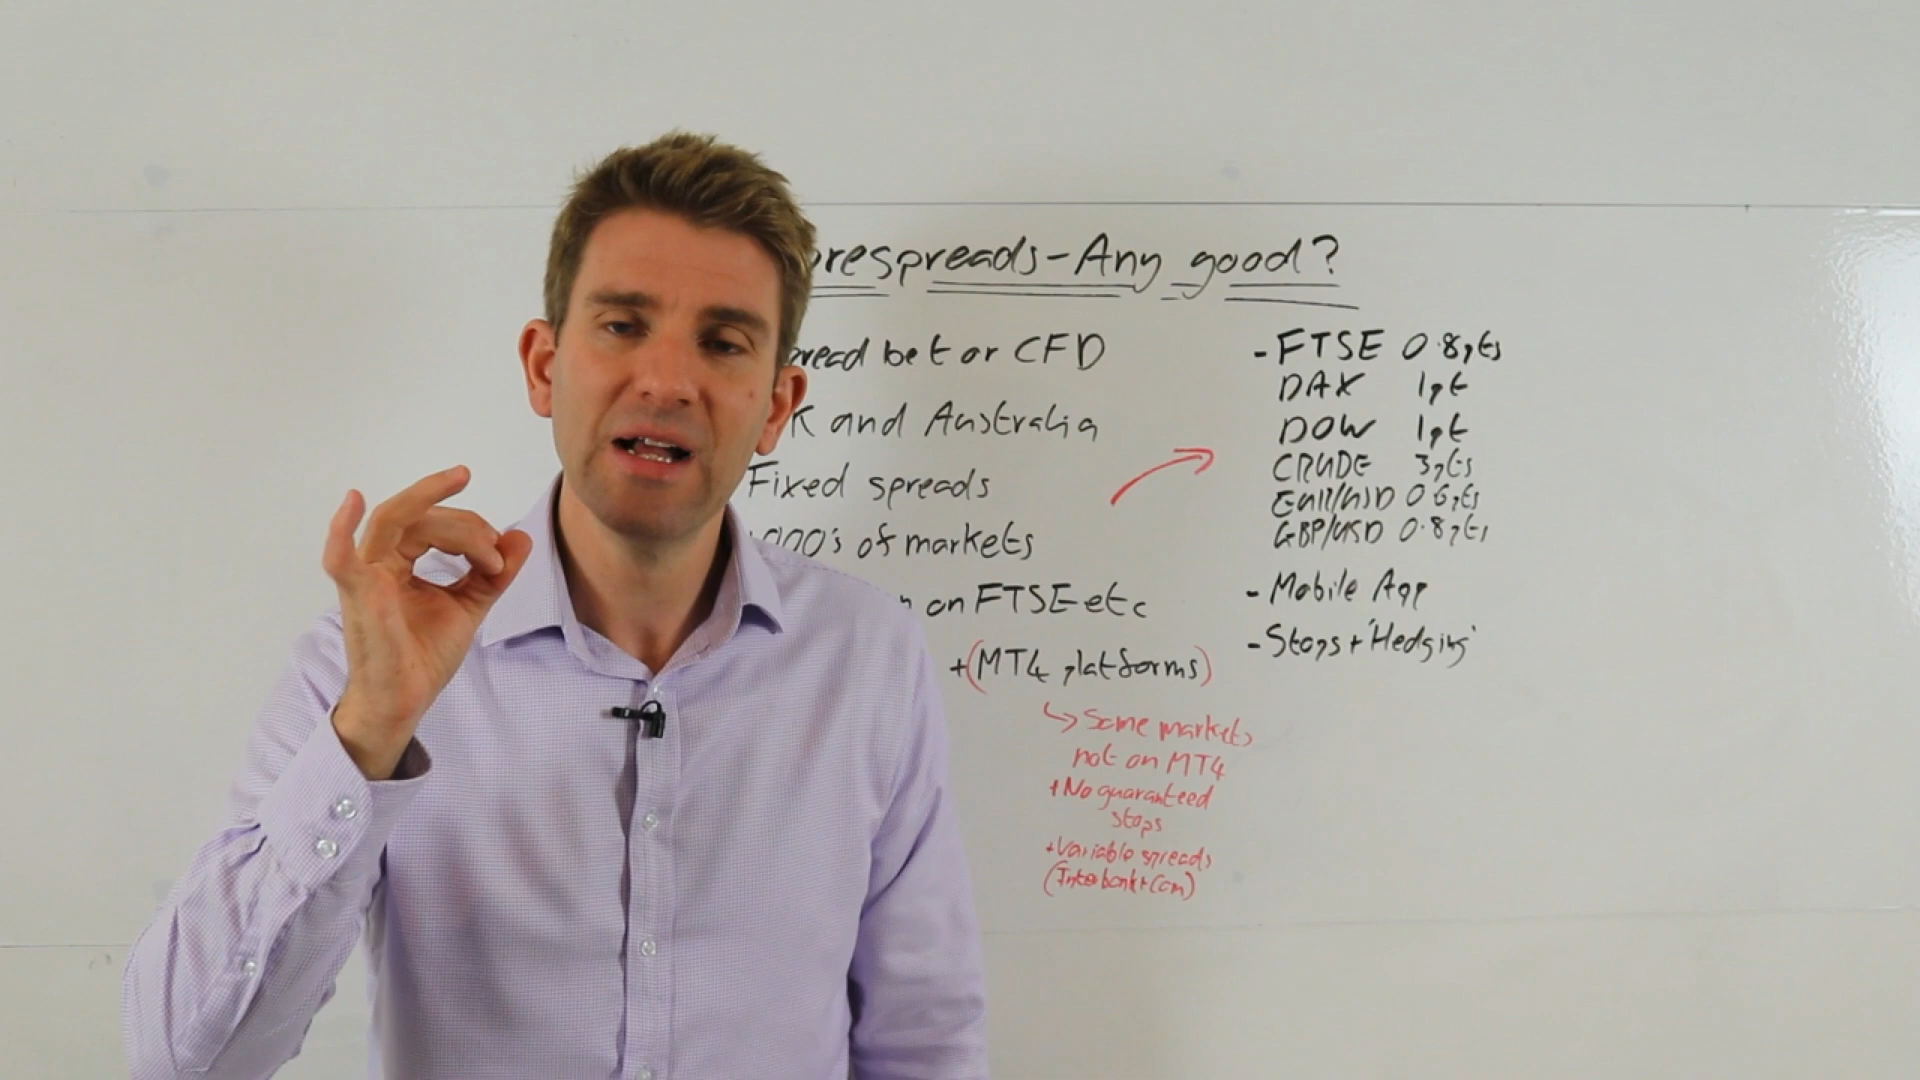 respreads-Any good?
pread bet or CFD
K and Australia
Fixed spreads
000's of markets
n on FTSE etc
+(MT4 platforms)
↳ Some markets
not on MT4
+No guaranteed
stops
+Variable spreads
(Interbank+Com)
-FTSE 0.8pts
DAX 1pt
DOW 1pt
CRUDE 3pts
EUR/USD 0.6pts
GBP/USD 0.8pts
- Mobile App
- Stops + 'Hedging'